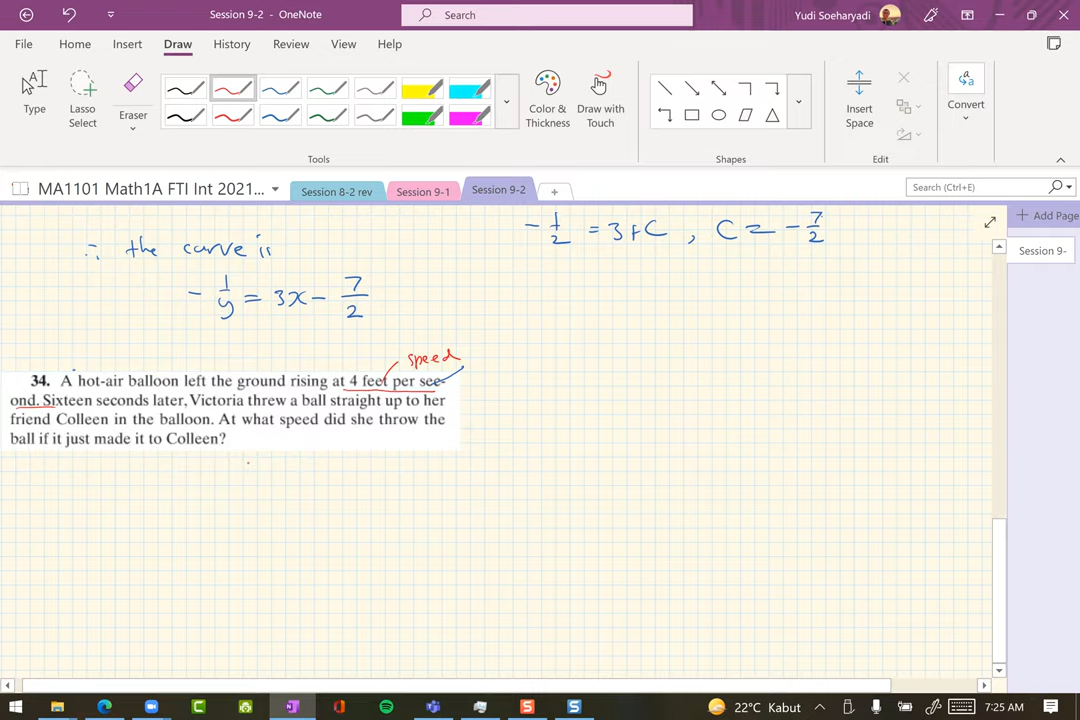 Session 9-2 - OneNote
Search
Yudi Soeharyadi
File Home Insert Draw History Review View Help
Type
Lasso Select
Eraser
Color & Thickness
Draw with Touch
Insert Space
Convert
Tools
Shapes
Edit
MA1101 Math1A FTI Int 2021...
Session 8-2 rev
Session 9-1
Session 9-2
Search (Ctrl+E)
Add Page
Session 9-
-1/2 = 3+C , C = -7/2
∴ the curve is
-1/y = 3x - 7/2
speed
34. A hot-air balloon left the ground rising at 4 feet per sec-
ond. Sixteen seconds later, Victoria threw a ball straight up to her
friend Colleen in the balloon. At what speed did she throw the
ball if it just made it to Colleen?
22°C Kabut
7:25 AM